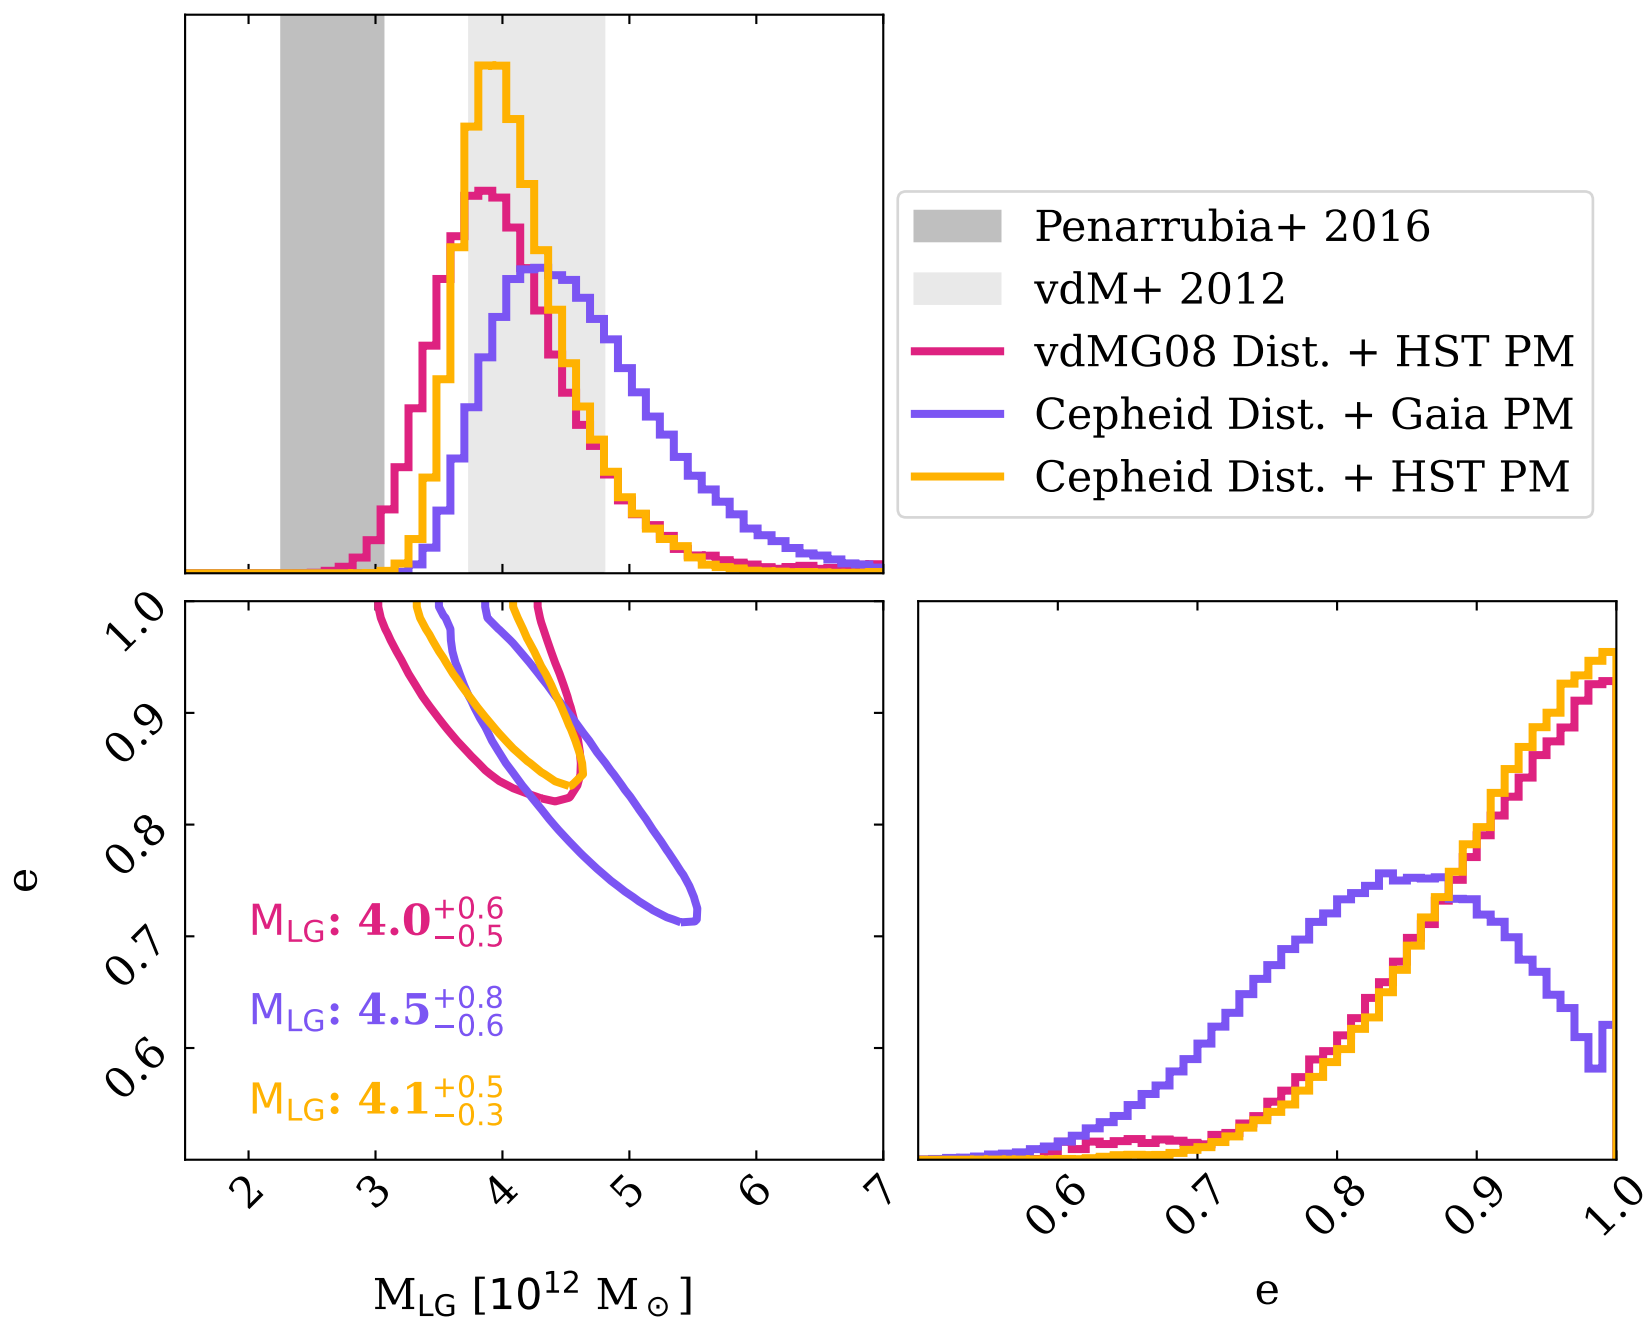 Penarrubia+ 2016
vdM+ 2012
vdMG08 Dist. + HST PM
Cepheid Dist. + Gaia PM
Cepheid Dist. + HST PM
1.0
0.9
0.8
0.7
0.6
e
M_LG: 4.0 +0.6 −0.5
M_LG: 4.5 +0.8 −0.6
M_LG: 4.1 +0.5 −0.3
2 3 4 5 6 7
M_LG [10^12 M_⊙]
0.6 0.7 0.8 0.9 1.0
e